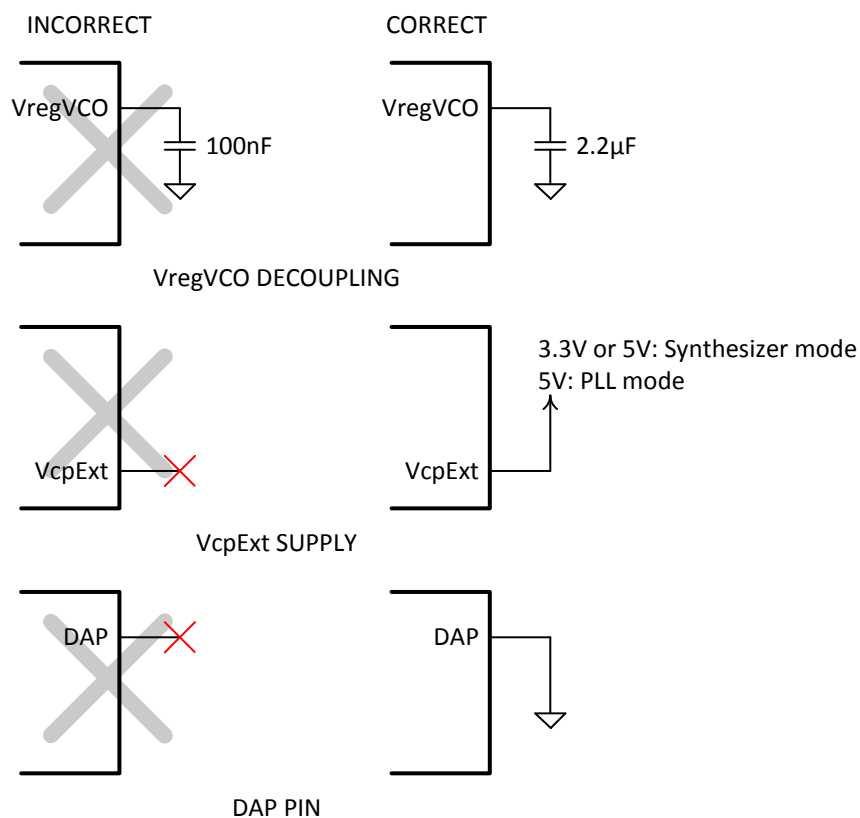 INCORRECT
CORRECT
VregVCO
100nF
VregVCO
2.2µF
VregVCO DECOUPLING
VcpExt
3.3V or 5V: Synthesizer mode
5V: PLL mode
VcpExt
VcpExt SUPPLY
DAP
DAP
DAP PIN